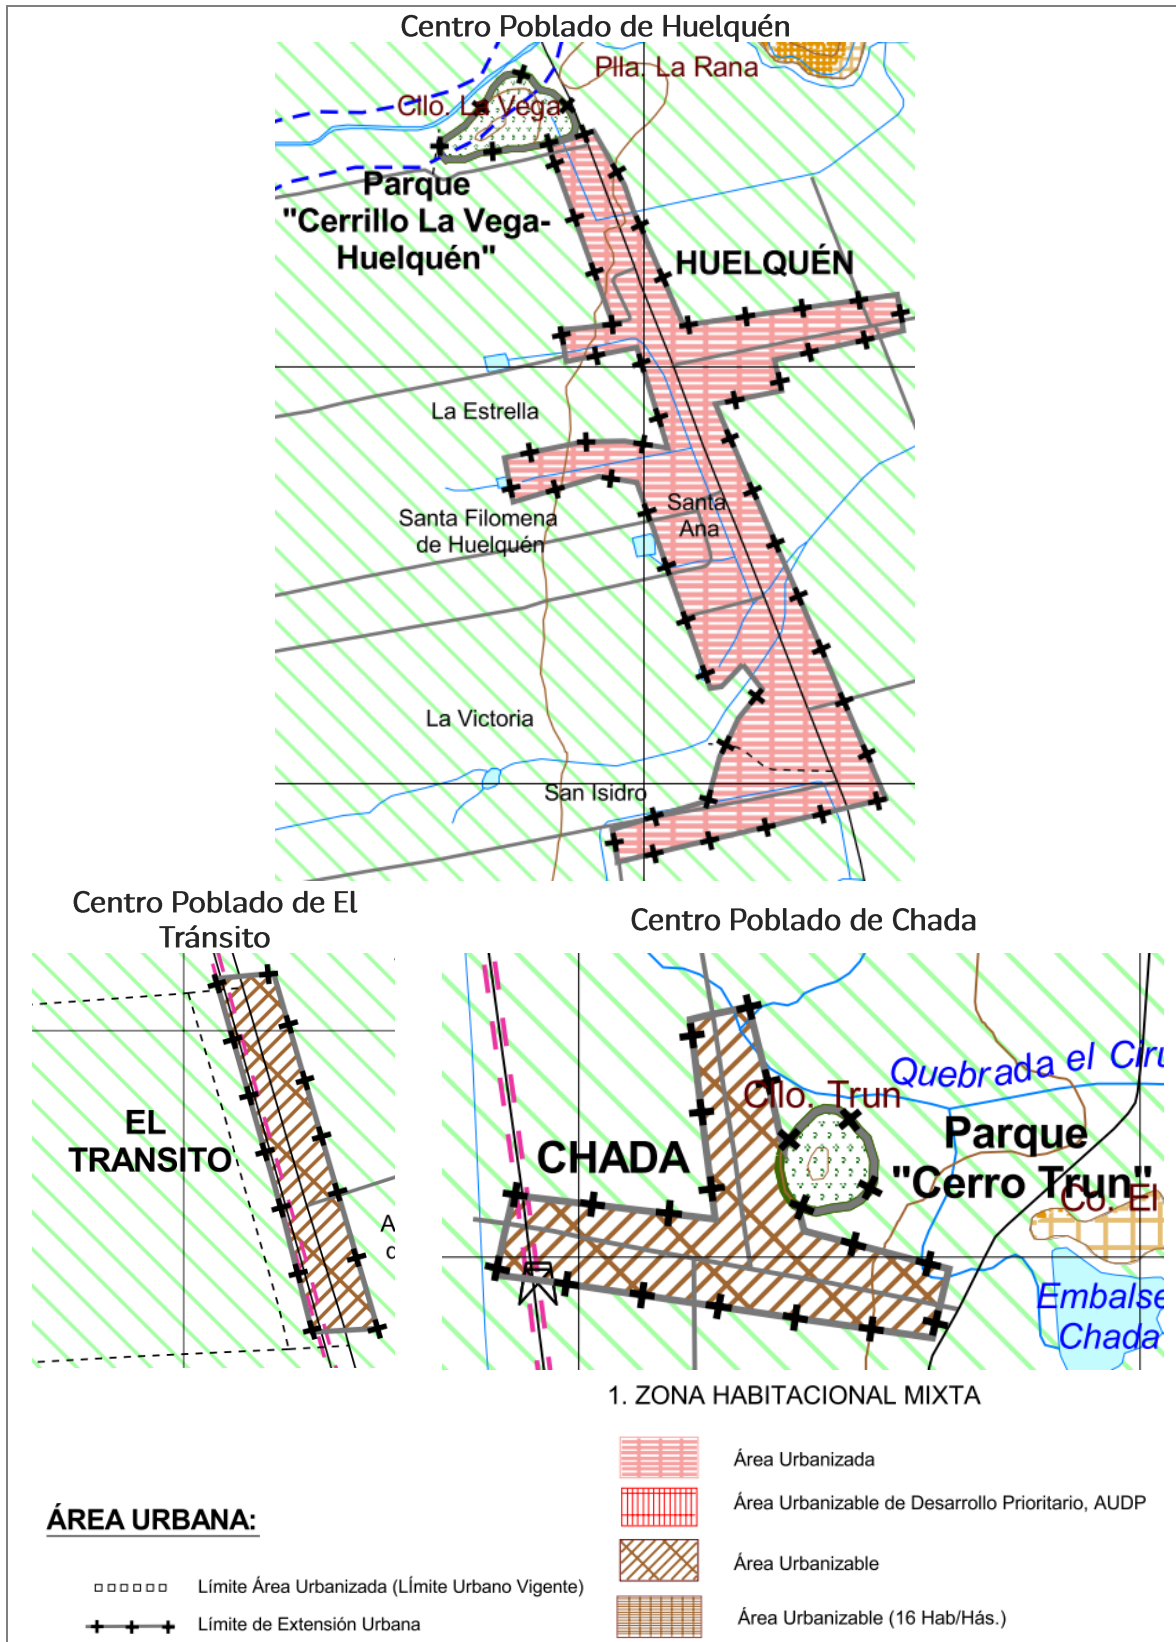 Centro Poblado de Huelquén
Plla. La Rana
Cllo. La Vega
Parque
"Cerrillo La Vega-
Huelquén"
HUELQUÉN
La Estrella
Santa
Ana
Santa Filomena
de Huelquén
La Victoria
San Isidro
Centro Poblado de El
Tránsito
EL
TRANSITO
A
d
Centro Poblado de Chada
Quebrada el Ciru
Cllo. Trun
CHADA
Parque
"Cerro Trun"
Co. El
Embalse
Chada
1. ZONA HABITACIONAL MIXTA
Área Urbanizada
Área Urbanizable de Desarrollo Prioritario, AUDP
Área Urbanizable
Área Urbanizable (16 Hab/Hás.)
ÁREA URBANA:
Límite Área Urbanizada (LÍmite Urbano Vigente)
Límite de Extensión Urbana